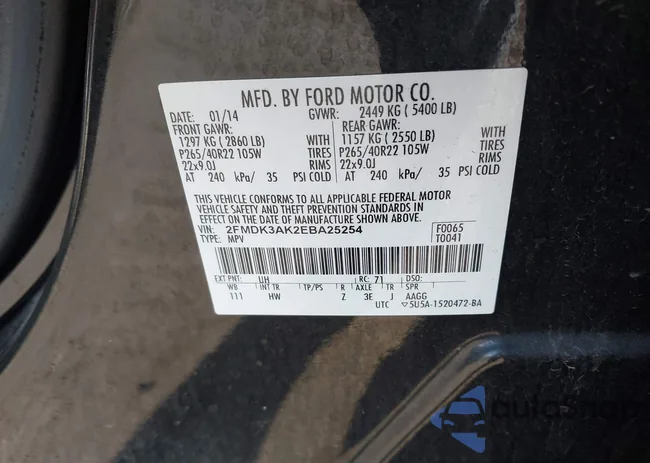 MFD. BY FORD MOTOR CO.
DATE: 01/14 GVWR: 2449 KG ( 5400 LB)
FRONT GAWR: REAR GAWR:
1297 KG ( 2860 LB) WITH 1157 KG ( 2550 LB) WITH
P265/40R22 105W TIRES P265/40R22 105W TIRES
22x9.0J RIMS 22x9.0J RIMS
AT 240 kPa/ 35 PSI COLD AT 240 kPa/ 35 PSI COLD
THIS VEHICLE CONFORMS TO ALL APPLICABLE FEDERAL MOTOR
VEHICLE SAFETY AND THEFT PREVENTION STANDARDS IN
EFFECT ON THE DATE OF MANUFACTURE SHOWN ABOVE.
VIN: 2FMDK3AK2EBA25254 F0065
TYPE: MPV T0041
EXT PNT: UH RC: 71 DSO:
WB INT TR TP/PS R AXLE TR SPR
111 HW Z 3E J AAGG
UTC 5U5A-1520472-BA